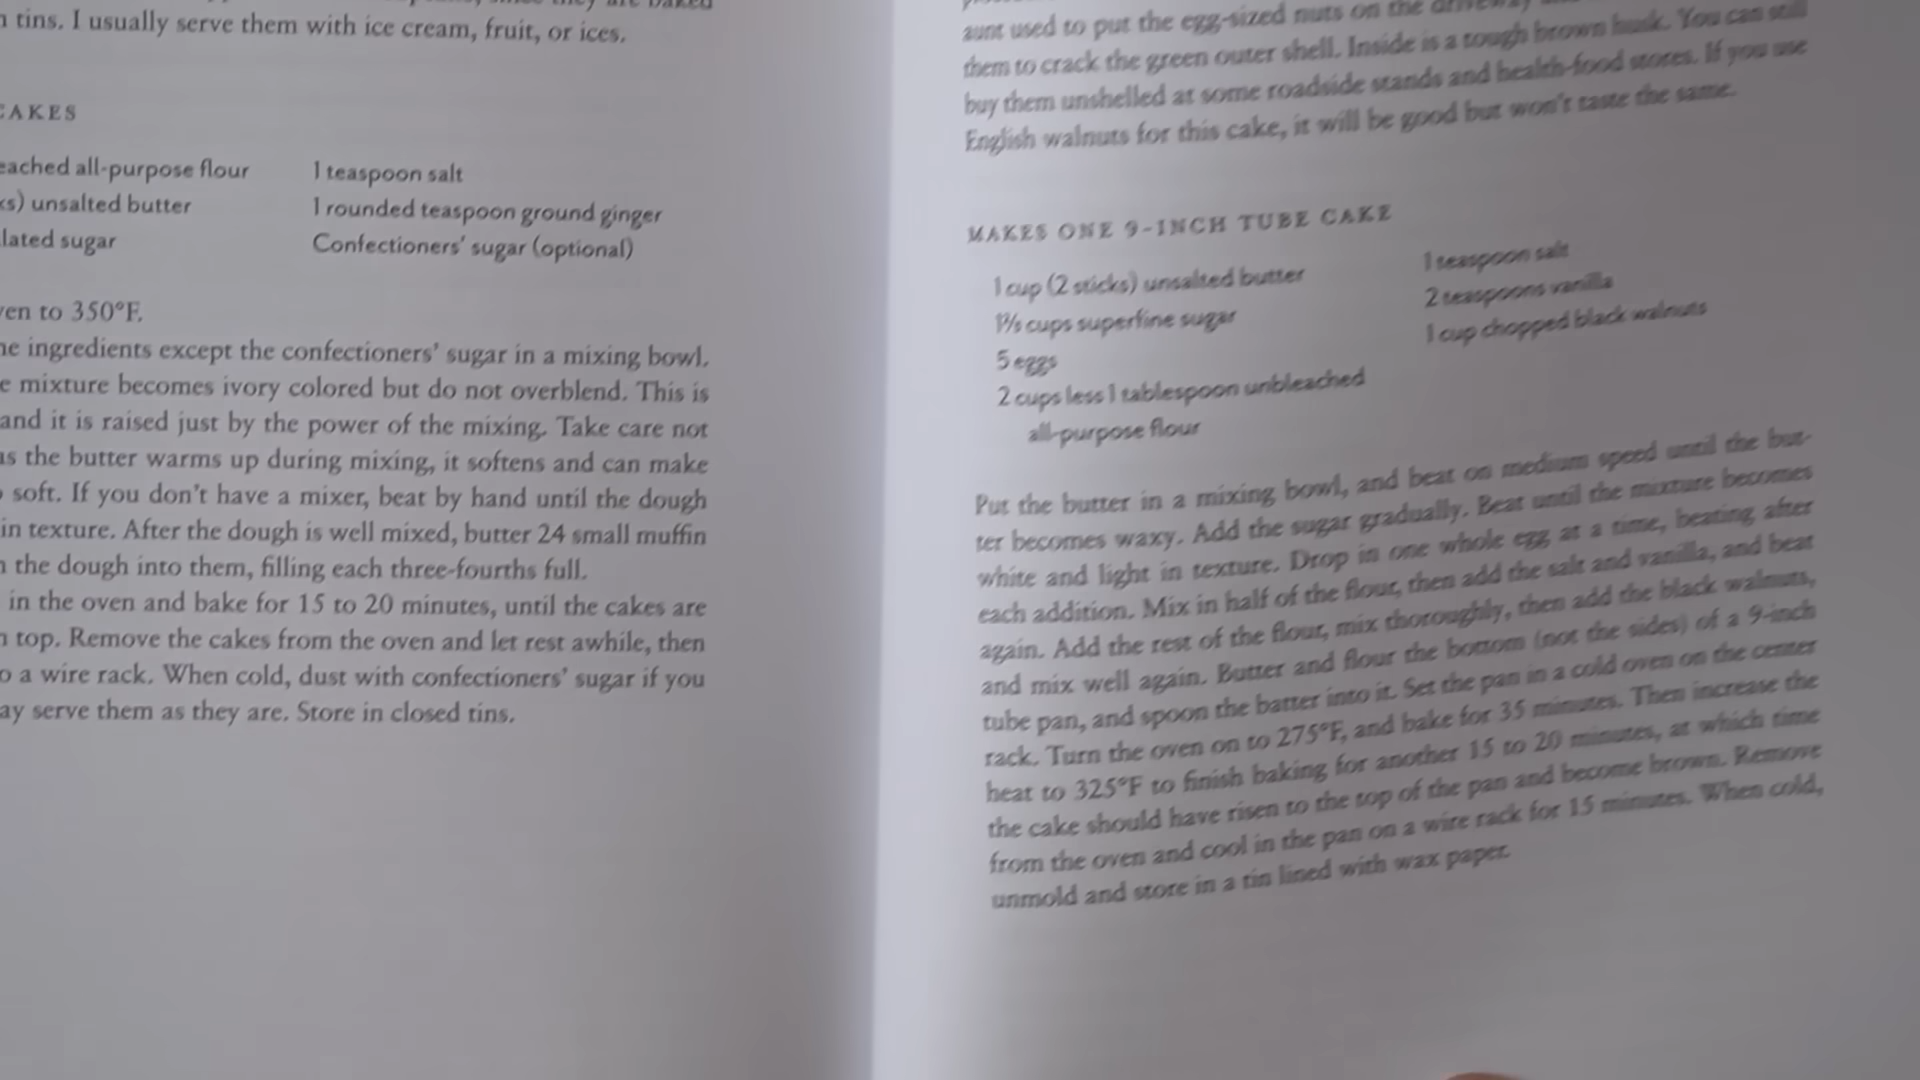 tins. I usually serve them with ice cream, fruit, or ices.
CAKES
all-purpose flour
unsalted butter
sugar
1 teaspoon salt
1 rounded teaspoon ground ginger
Confectioners' sugar (optional)
to 350°F.
ingredients except the confectioners' sugar in a mixing bowl.
mixture becomes ivory colored but do not overblend. This is
and it is raised just by the power of the mixing. Take care not
the butter warms up during mixing, it softens and can make
soft. If you don't have a mixer, beat by hand until the dough
in texture. After the dough is well mixed, butter 24 small muffin
the dough into them, filling each three-fourths full.
in the oven and bake for 15 to 20 minutes, until the cakes are
top. Remove the cakes from the oven and let rest awhile, then
a wire rack. When cold, dust with confectioners' sugar if you
serve them as they are. Store in closed tins.
aunt used to put the egg-sized nuts on the driveway
them to crack the green outer shell. Inside is a tough brown husk. You can still
buy them unshelled at some roadside stands and health-food stores. If you use
English walnuts for this cake, it will be good but won't taste the same.
MAKES ONE 9-INCH TUBE CAKE
1 cup (2 sticks) unsalted butter
cups superfine sugar
5 eggs
2 cups less 1 tablespoon unbleached
all-purpose flour
1 teaspoon salt
2 teaspoons vanilla
1 cup chopped black walnuts
Put the butter in a mixing bowl, and beat on medium speed until the but-
ter becomes waxy. Add the sugar gradually. Beat until the mixture becomes
white and light in texture. Drop in one whole egg at a time, beating after
each addition. Mix in half of the flour, then add the salt and vanilla, and beat
again. Add the rest of the flour, mix thoroughly, then add the black walnuts,
and mix well again. Butter and flour the bottom (not the sides) of a 9-inch
tube pan, and spoon the batter into it. Set the pan in a cold oven on the center
rack. Turn the oven on to 275°F, and bake for 35 minutes. Then increase the
heat to 325°F to finish baking for another 15 to 20 minutes, at which time
the cake should have risen to the top of the pan and become brown. Remove
from the oven and cool in the pan on a wire rack for 15 minutes. When cold,
unmold and store in a tin lined with wax paper.